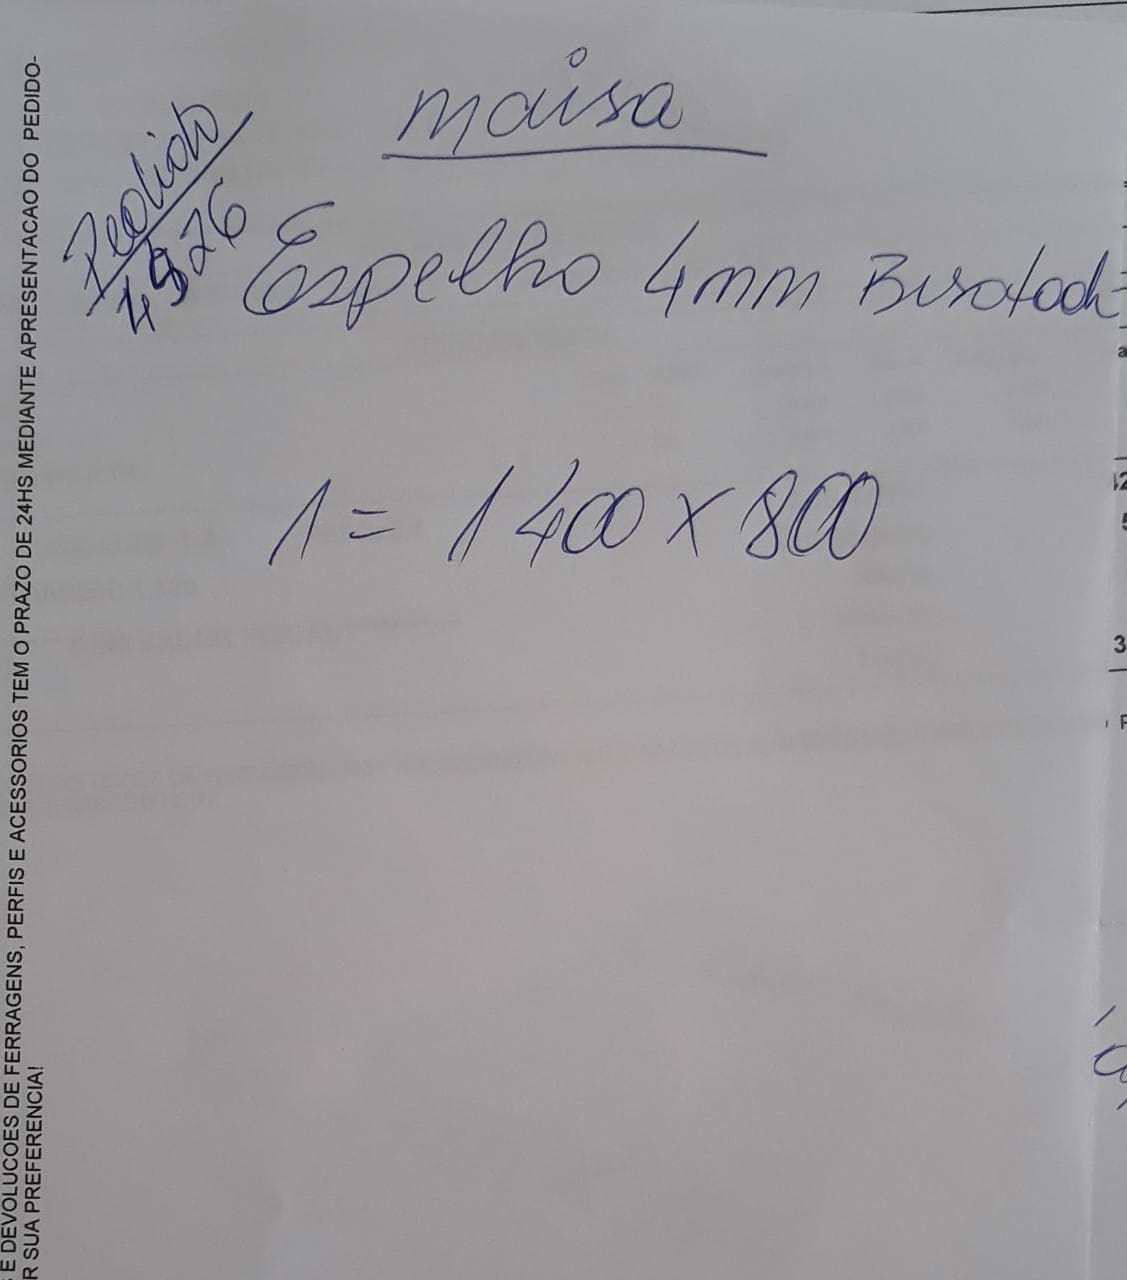 maisa
Pedido
4926
Espelho 4mm Bisotado
1 = 1400 x 800
E DEVOLUCOES DE FERRAGENS, PERFIS E ACESSORIOS TEM O PRAZO DE 24HS MEDIANTE APRESENTACAO DO PEDIDO-
R SUA PREFERENCIA!